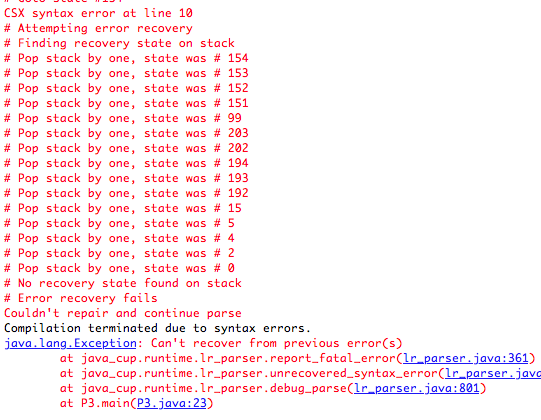 CSX syntax error at line 10
# Attempting error recovery
# Finding recovery state on stack
# Pop stack by one, state was # 154
# Pop stack by one, state was # 153
# Pop stack by one, state was # 152
# Pop stack by one, state was # 151
# Pop stack by one, state was # 99
# Pop stack by one, state was # 203
# Pop stack by one, state was # 202
# Pop stack by one, state was # 194
# Pop stack by one, state was # 193
# Pop stack by one, state was # 192
# Pop stack by one, state was # 15
# Pop stack by one, state was # 5
# Pop stack by one, state was # 4
# Pop stack by one, state was # 2
# Pop stack by one, state was # 0
# No recovery state found on stack
# Error recovery fails
Couldn't repair and continue parse
Compilation terminated due to syntax errors.
java.lang.Exception: Can't recover from previous error(s)
at java_cup.runtime.lr_parser.report_fatal_error(lr_parser.java:361)
at java_cup.runtime.lr_parser.unrecovered_syntax_error(lr_parser.java
at java_cup.runtime.lr_parser.debug_parse(lr_parser.java:801)
at P3.main(P3.java:23)